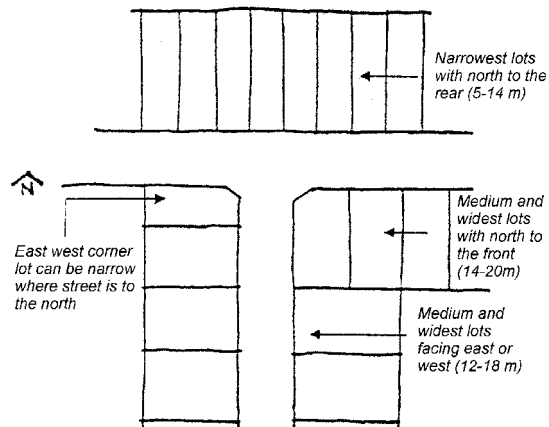 Narrowest lots
with north to the
rear (5-14 m)
N
Medium and
widest lots
with north to
the front
(14-20m)
East west corner
lot can be narrow
where street is to
the north
Medium and
widest lots
facing east or
west (12-18 m)